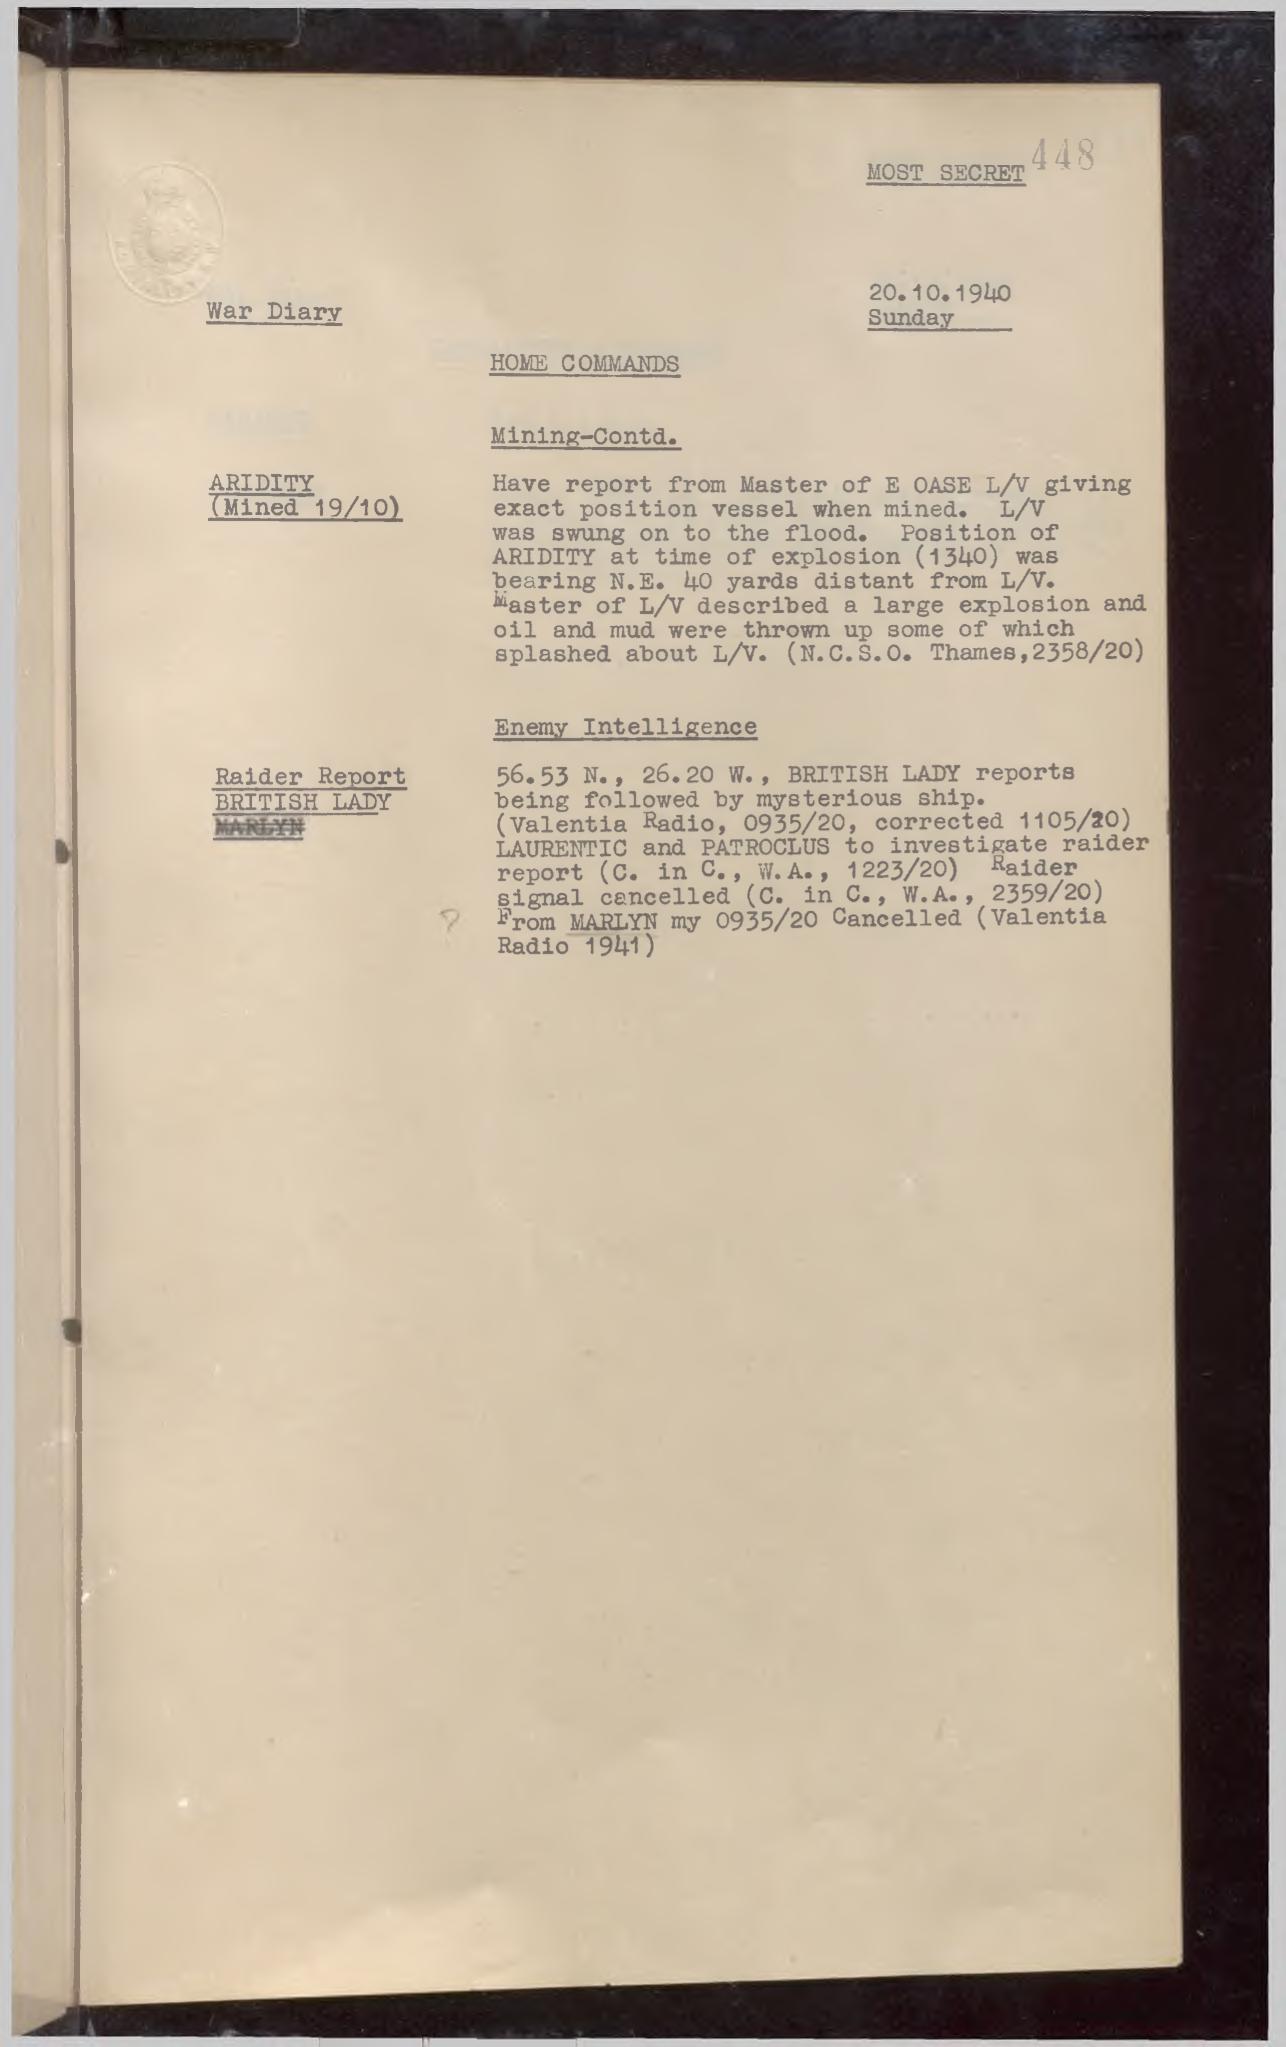 MOST SECRET 448
20.10.1940
War Diary
Sunday
HOME COMMANDS
Mining-Contd.
ARIDITY
(Mined 19/10)
Have report from Master of E OASE L/V giving
exact position vessel when mined. L/V
was swung on to the flood. Position of
ARIDITY at time of explosion (1340) was
bearing N.E. 40 yards distant from L/V.
Master of L/V described a large explosion and
oil and mud were thrown up some of which
splashed about L/V. (N.C.S.O. Thames,2358/20)
Enemy Intelligence
Raider Report
BRITISH LADY
MARLYN
56.53 N., 26.20 W., BRITISH LADY reports
being followed by mysterious ship.
(Valentia Radio, 0935/20, corrected 1105/20)
LAURENTIC and PATROCLUS to investigate raider
report (C. in C., W.A., 1223/20) Raider
signal cancelled (C. in C., W.A., 2359/20)
? From MARLYN my 0935/20 Cancelled (Valentia
Radio 1941)